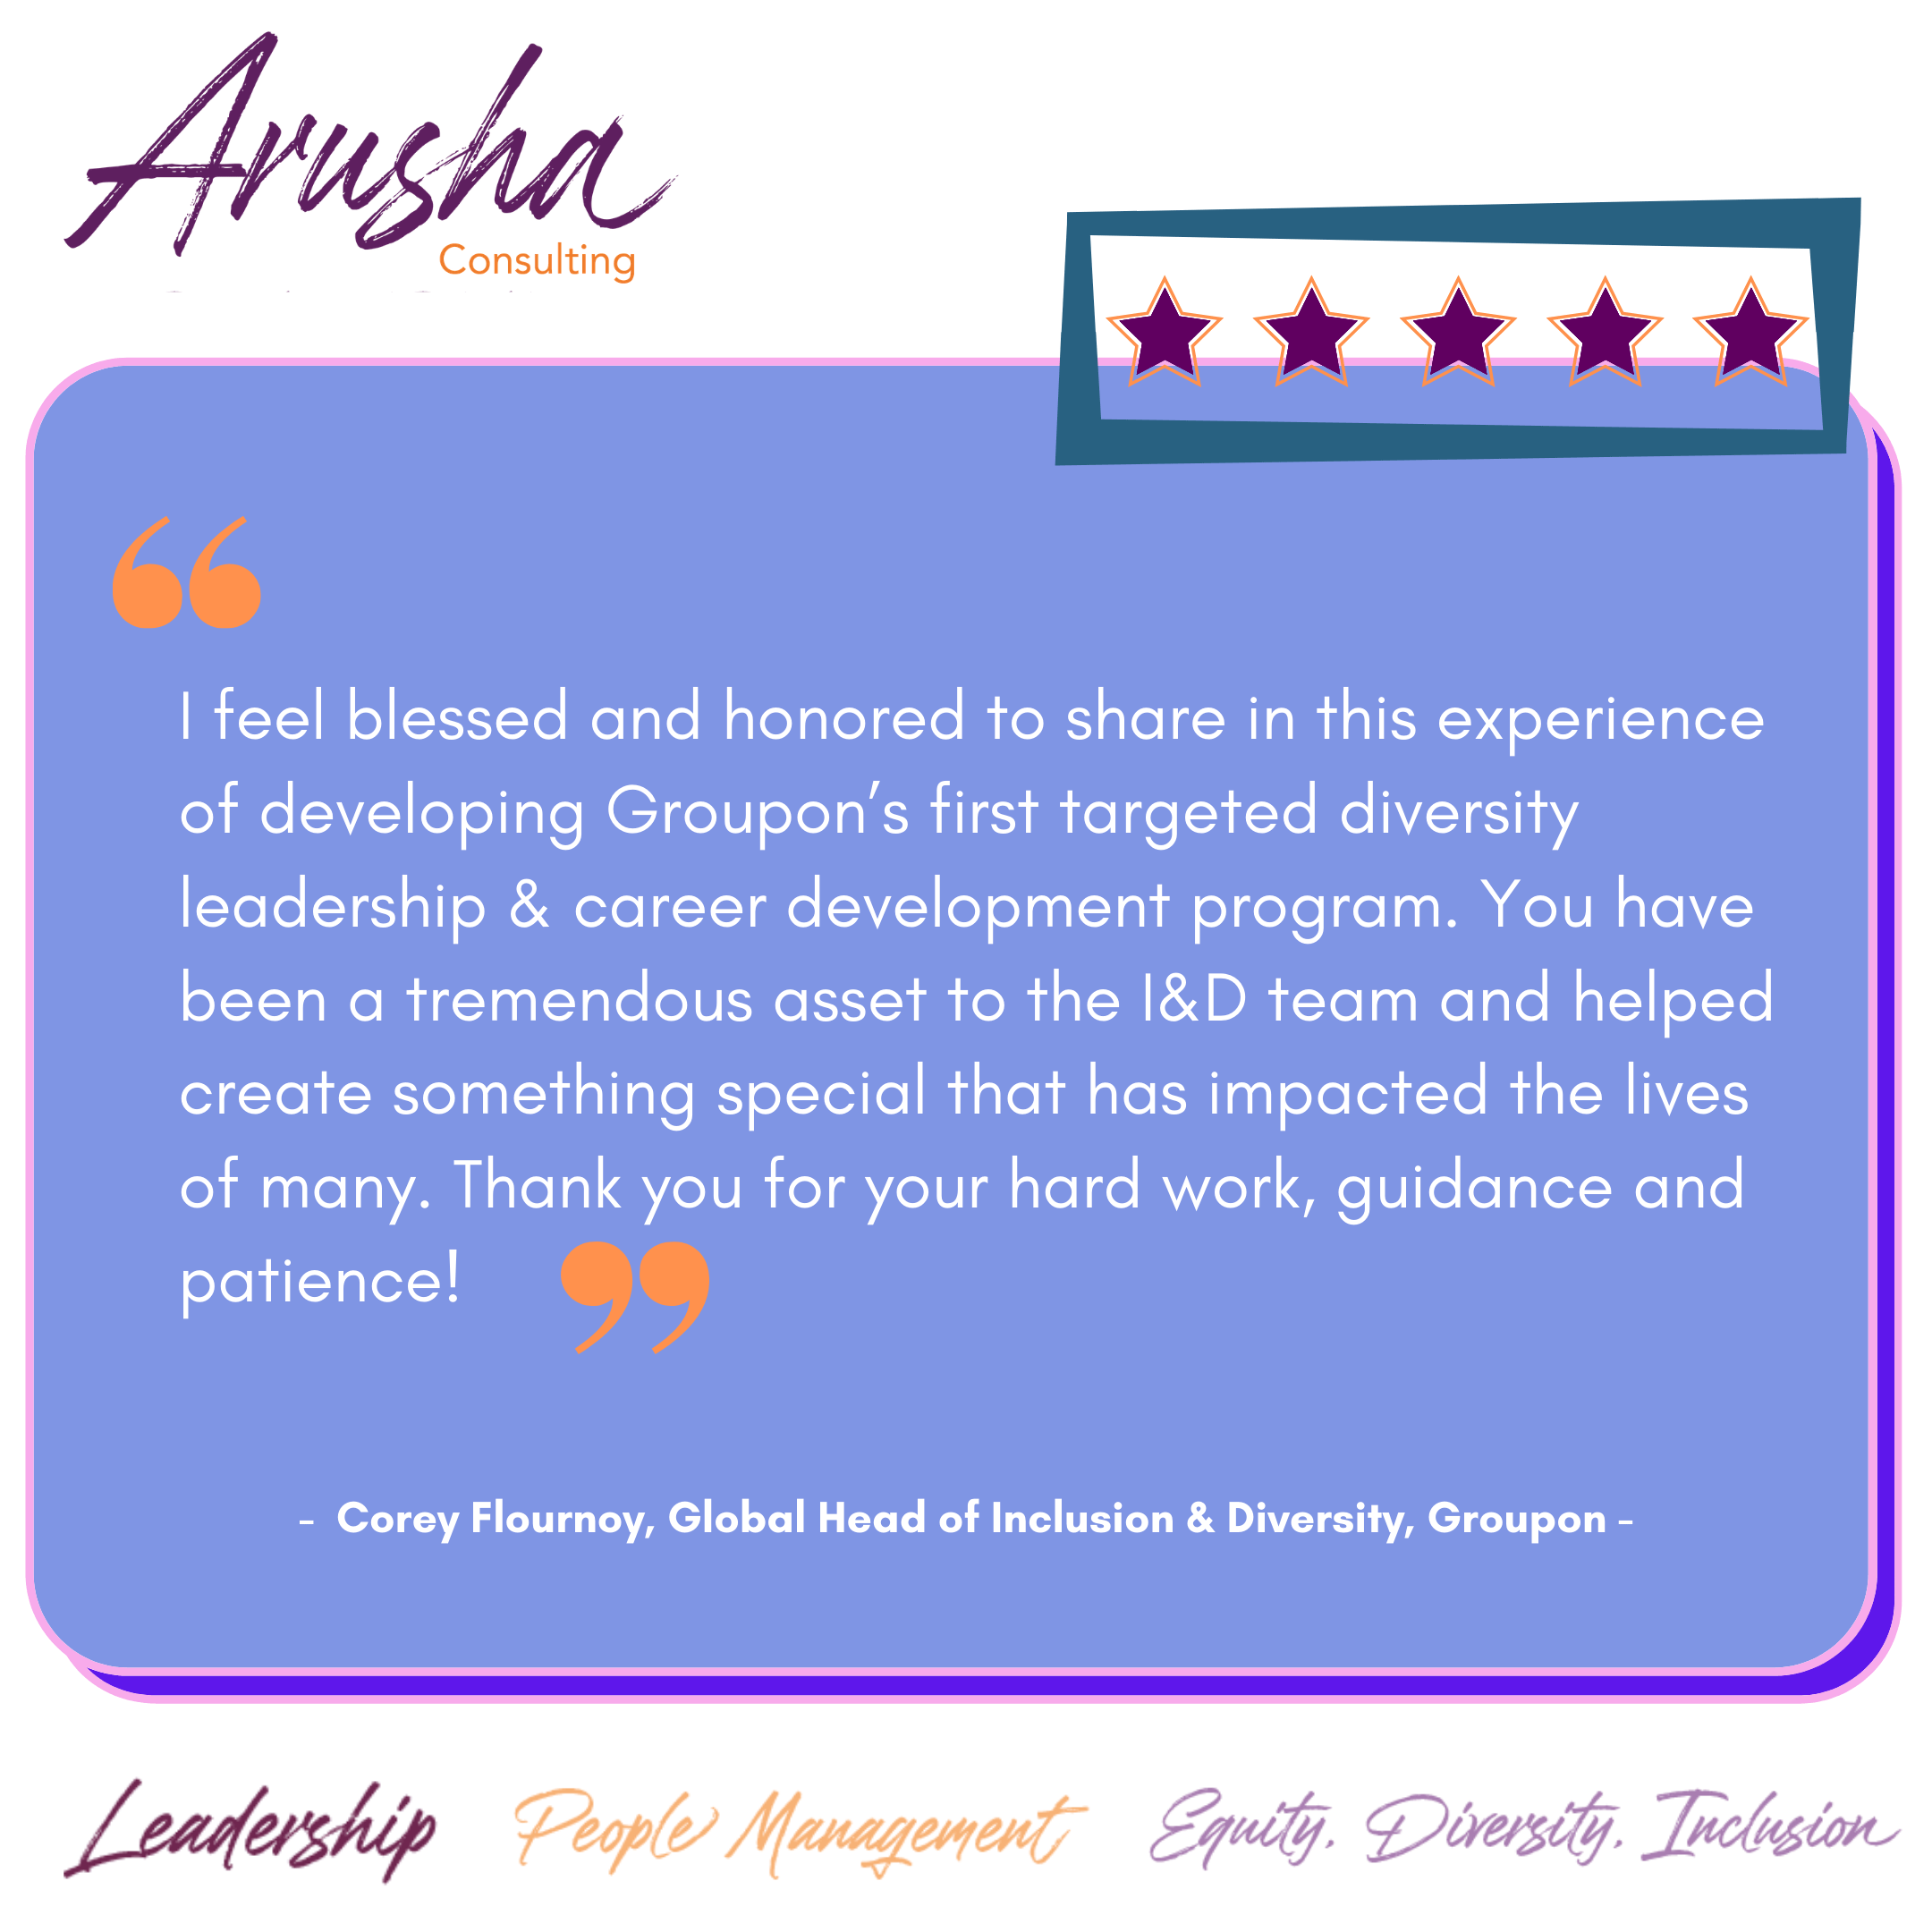 Arusha
Consulting
“
I feel blessed and honored to share in this experience
of developing Groupon’s first targeted diversity
leadership & career development program. You have
been a tremendous asset to the I&D team and helped
create something special that has impacted the lives
of many. Thank you for your hard work, guidance and
patience! ”
- Corey Flournoy, Global Head of Inclusion & Diversity, Groupon -
Leadership People Management Equity, Diversity, Inclusion